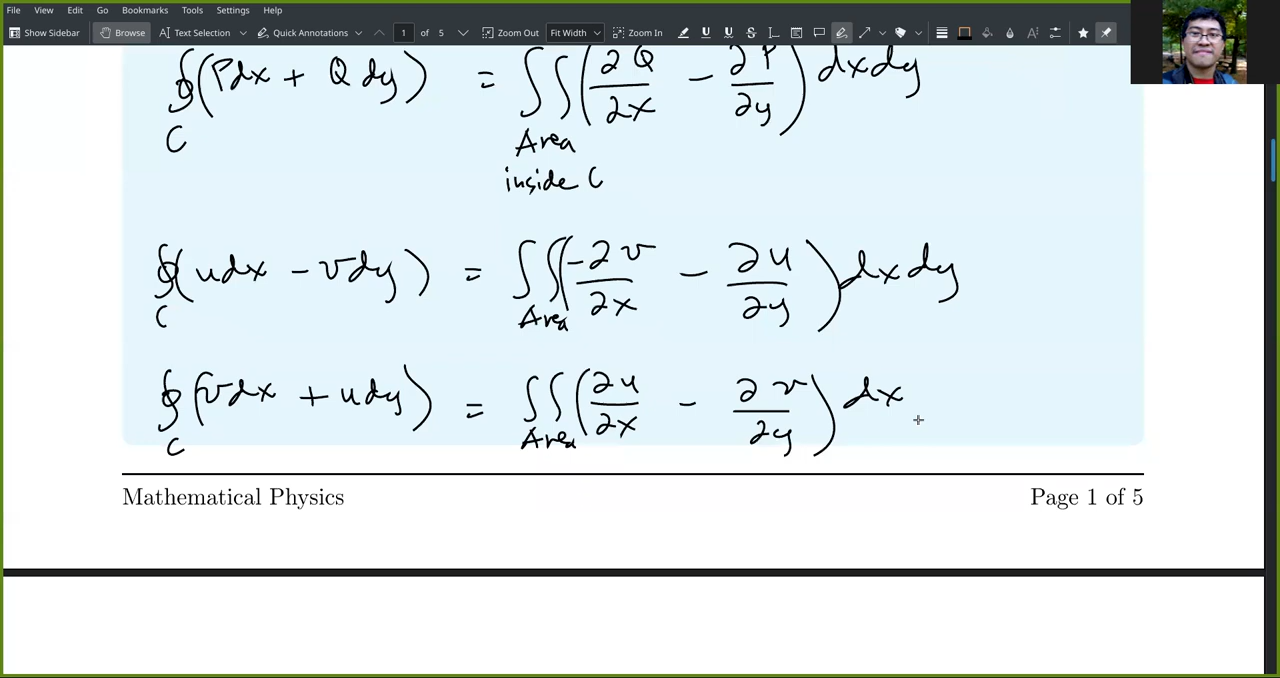 File View Edit Go Bookmarks Tools Settings Help
Show Sidebar Browse Text Selection Quick Annotations 1 of 5 Zoom Out Fit Width Zoom In
∮(Pdx + Qdy) = ∫∫(∂Q/∂x − ∂P/∂y)dxdy
C Area
inside C
∮(udx − vdy) = ∫∫(−∂v/∂x − ∂u/∂y)dxdy
C Area
∮(vdx + udy) = ∫∫(∂u/∂x − ∂v/∂y)dx
C Area
Mathematical Physics Page 1 of 5